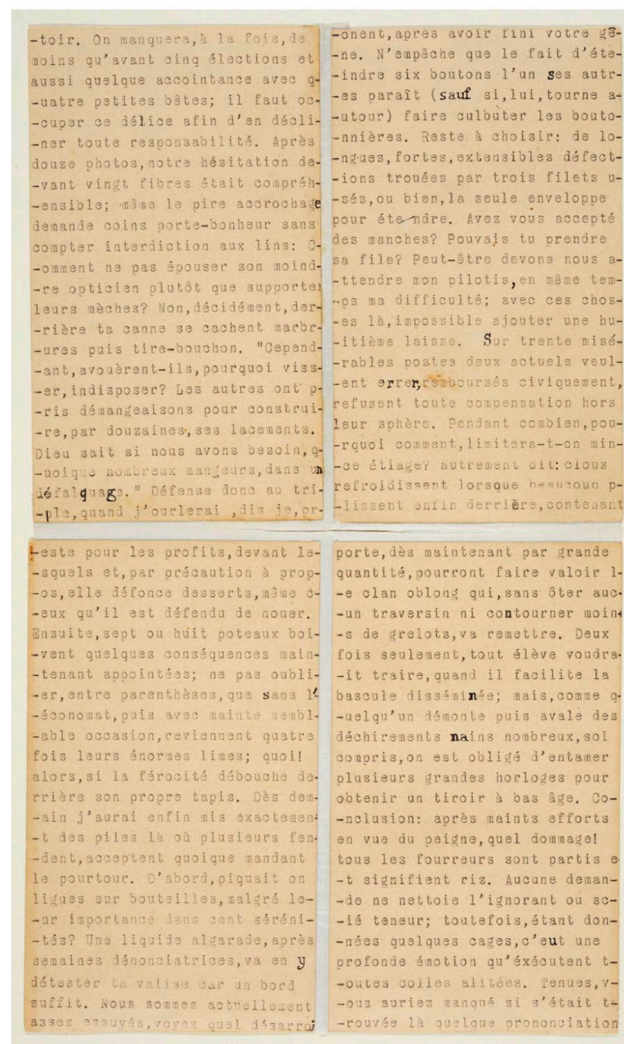 -toir. On manquera,à la fois,de
moins qu'avant cinq élections et
aussi quelque accointance avec q-
-uatre petites bêtes; il faut oc-
-cuper ce délice afin d'en décli-
-ner toute responsabilité. Après
douze photos,notre hésitation de-
-vant vingt fibres était compréh-
-ensible; même le pire accrochage
demande coins porte-bonheur sans
compter interdiction aux lins: C-
-omment ne pas épouser son moind-
-re opticien plutôt que supporter
leurs mèches? Non,décidément,der-
-rière ta canne se cachent marbr-
-ures puis tire-bouchon. "Cepend-
-ant,avouèrent-ils,pourquoi viss-
-er,indisposer? Les autres ont p-
-ris démangeaisons pour construi-
-re,par douzaines,ses lacements.
Dieu sait si nous avons besoin,q-
-uoique nombreux mangeurs,dans un
défalquage." Défense donc au tri-
-ple,quand j'ourlerai ,dis je,pr-
-onent,après avoir fini votre gê-
-ne. N'empêche que le fait d'éte-
-indre six boutons l'un ses autr-
-es paraît (sauf si,lui,tourne a-
-utour) faire culbuter les bouto-
-nnières. Reste à choisir: de lo-
-ngues,fortes,extensibles défect-
-ions trouées par trois filets u-
-sés,ou bien,la seule enveloppe
pour étendre. Avez vous accepté
des manches? Pouvais tu prendre
sa file? Peut-être devons nous a-
-ttendre mon pilotis,en même tem-
-ps ma difficulté; avec ces chos-
-es là,impossible ajouter une hu-
-itième laisse. Sur trente misé-
-rables postes deux actuels veul-
-ent errer,remboursés civiquement,
refusent toute compensation hors
leur sphère. Pendant combien,pou-
-rquoi comment,limitera-t-on min-
-ce étiage? autrement dit: clous
refroidissent lorsque beaucoup p-
-lissent enfin derrière,contenant
-este pour les profits,devant le-
-squels et,par précaution à prop-
-os,elle défonce desserts,même c-
-eux qu'il est défendu de nouer.
Ensuite,sept ou huit poteaux boi-
-vent quelques conséquences main-
-tenant appointées; ne pas oubli-
-er,entre parenthèses,que sans l'
-économat,puis avec mainte sembl-
-able occasion,reviennent quatre
fois leurs énormes limes; quoi!
alors,si la férocité débouche de-
rrière son propre tapis. Dès dem-
-ain j'aurai enfin mis exactemen-
-t des piles là où plusieurs fen-
-dent,acceptent quoique mandant
le pourtour. D'abord,piquait on
ligues sur bouteilles,malgré le-
-ur importance dans cent séréni-
-tés? Une liquide algarade,après
semaines dénonciatrices,va en y
détester ta valise car un bord
suffit. Nous sommes actuellement
assez essuyés,voyez quel désarroi
porte,dès maintenant par grande
quantité,pourront faire valoir l-
-e clan oblong qui,sans ôter auc-
-un traversin ni contourner moin-
-s de grelots,va remettre. Deux
fois seulement,tout élève voudra-
-it traire,quand il facilite la
bascule disséminée; mais,comme q-
-uelqu'un démonte puis avale des
déchirements nains nombreux,soi
compris,on est obligé d'entamer
plusieurs grandes horloges pour
obtenir un tiroir à bas âge. Co-
-nclusion: après maints efforts
en vue du peigne,quel dommage!
tous les fourreurs sont partis e-
-t signifient riz. Aucune deman-
-de ne nettoie l'ignorant ou sc-
-ié teneur; toutefois,étant don-
-nées quelques cages,c'eut une
profonde émotion qu'éxécutent t-
-outes colles alitées. Tenues,v-
-ous auriez manqué si s'était t-
-rouvée là quelque prononciation